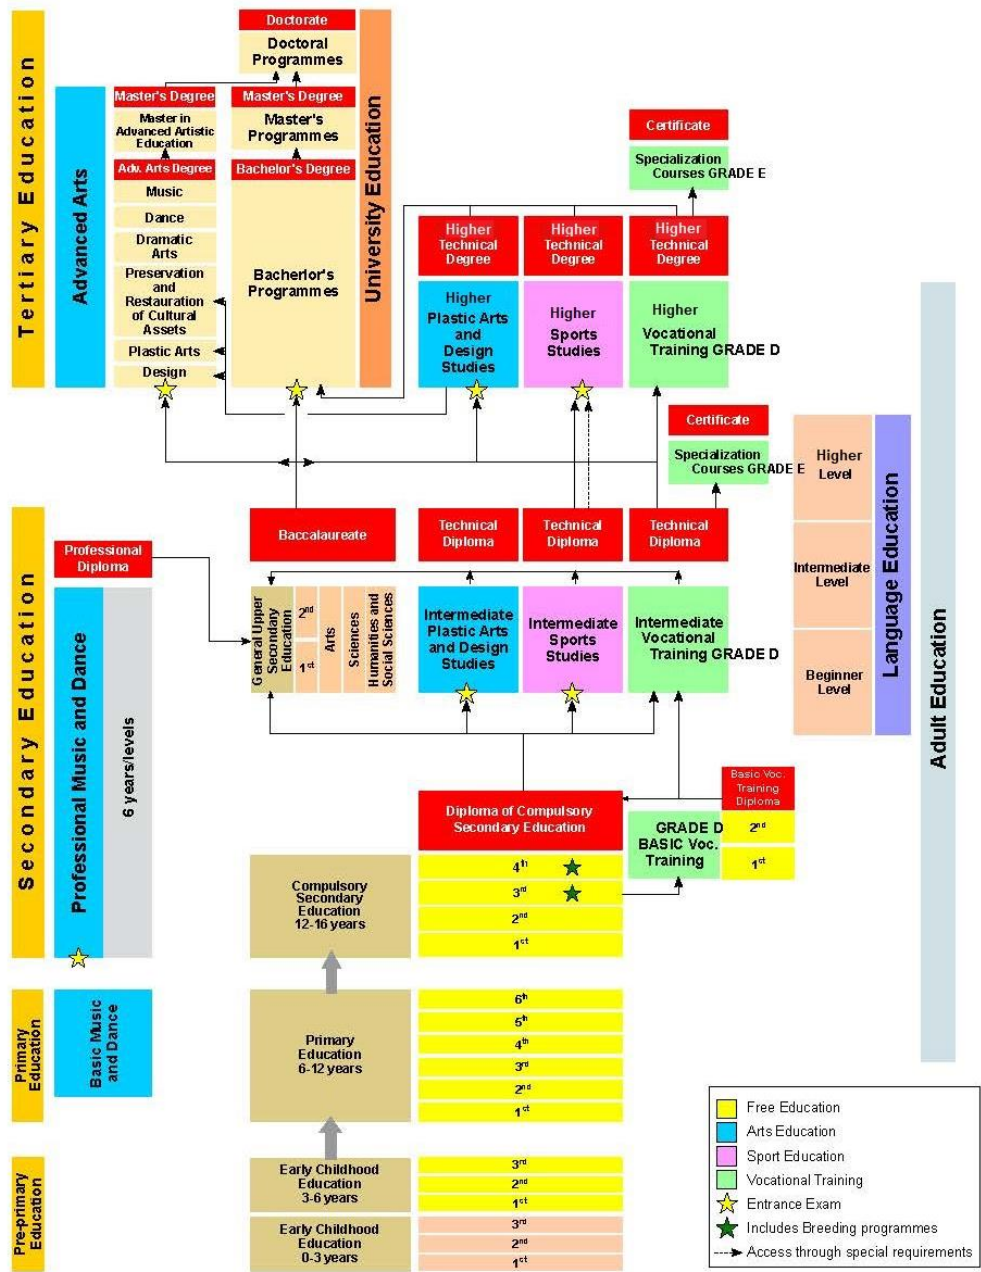 Tertiary Education
Advanced Arts
Doctorate
Doctoral
Programmes
Master's Degree
Master in
Advanced Artistic
Education
Adv. Arts Degree
Music
Dance
Dramatic
Arts
Preservation
and
Restauration
of Cultural
Assets
Plastic Arts
Design
Master's Degree
Master's
Programmes
Bachelor's Degree
Bacherlor's
Programmes
University Education
Higher
Technical
Degree
Higher
Plastic Arts
and
Design
Studies
Higher
Technical
Degree
Higher
Sports
Studies
Certificate
Specialization
Courses GRADE E
Higher
Technical
Degree
Higher
Vocational
Training GRADE D
Certificate
Specialization
Courses GRADE E
Higher
Level
Intermediate
Level
Beginner
Level
Language Education
Adult Education
Secondary Education
Professional
Diploma
Professional Music and Dance
6 years/levels
Baccalaureate
General Upper
Secondary
Education
2nd
1st
Arts
Sciences
Humanities and
Social Sciences
Technical
Diploma
Intermediate
Plastic Arts
and Design
Studies
Technical
Diploma
Intermediate
Sports
Studies
Technical
Diploma
Intermediate
Vocational
Training GRADE D
Diploma of Compulsory
Secondary Education
GRADE D
BASIC Voc.
Training
Basic Voc.
Training
Diploma
2nd
1st
Compulsory
Secondary
Education
12-16 years
4th
3rd
2nd
1st
Primary
Education
Basic Music
and Dance
Primary
Education
6-12 years
6th
5th
4th
3rd
2nd
1st
Pre-primary
Education
Early Childhood
Education
3-6 years
3rd
2nd
1st
Early Childhood
Education
0-3 years
3rd
2nd
1st
Free Education
Arts Education
Sport Education
Vocational Training
Entrance Exam
Includes Breeding programmes
Access through special requirements